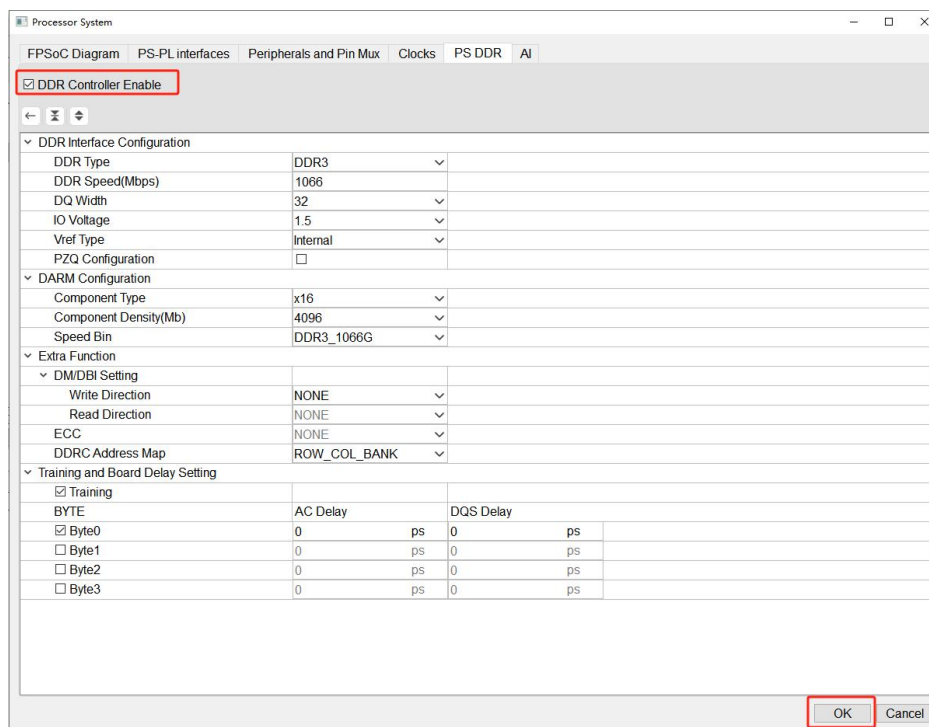 Processor System
FPSoC Diagram PS-PL interfaces Peripherals and Pin Mux Clocks PS DDR AI
DDR Controller Enable
DDR Interface Configuration
DDR Type DDR3
DDR Speed(Mbps) 1066
DQ Width 32
IO Voltage 1.5
Vref Type Internal
PZQ Configuration
DARM Configuration
Component Type x16
Component Density(Mb) 4096
Speed Bin DDR3_1066G
Extra Function
DM/DBI Setting
Write Direction NONE
Read Direction NONE
ECC NONE
DDRC Address Map ROW_COL_BANK
Training and Board Delay Setting
Training
BYTE AC Delay DQS Delay
Byte0 0 ps 0 ps
Byte1 0 ps 0 ps
Byte2 0 ps 0 ps
Byte3 0 ps 0 ps
OK Cancel